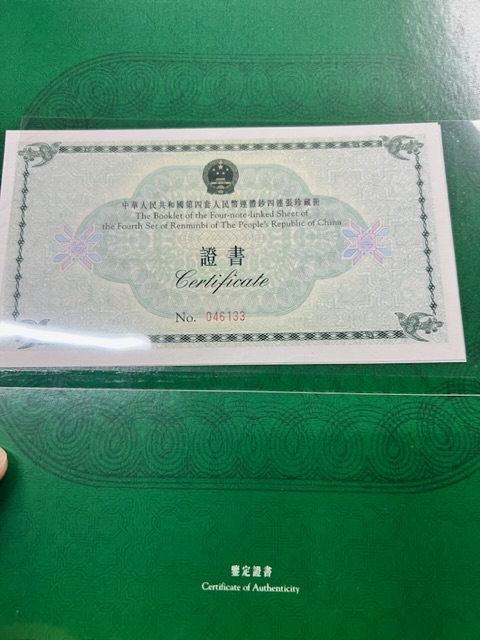 中華人民共和國第四套人民幣連體鈔四連張珍藏册
The Booklet of the Four-note-linked Sheet of
the Fourth Set of Renminbi of The People's Republic of China
證書
Certificate
No. 046133
鑒定證書
Certificate of Authenticity